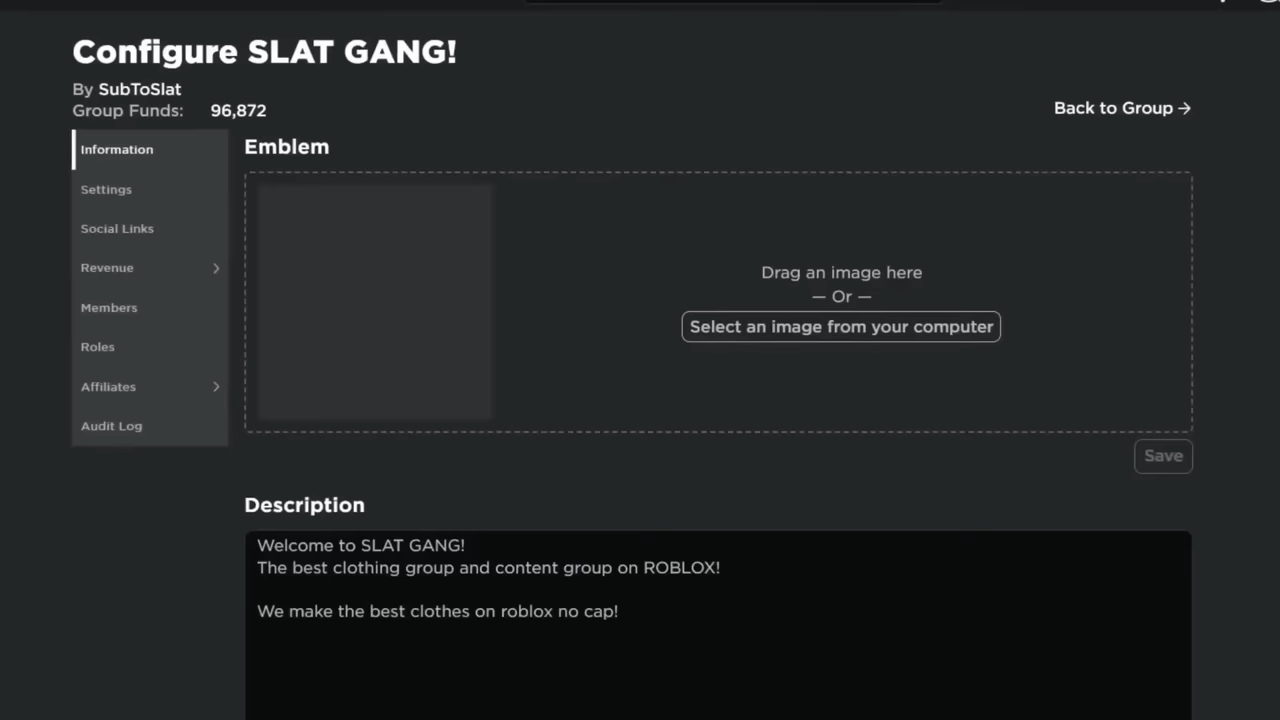 Configure SLAT GANG!
By SubToSlat
Group Funds: 96,872
Back to Group →
Information
Settings
Social Links
Revenue
Members
Roles
Affiliates
Audit Log
Emblem
Drag an image here
— Or —
Select an image from your computer
Save
Description
Welcome to SLAT GANG!
The best clothing group and content group on ROBLOX!
We make the best clothes on roblox no cap!